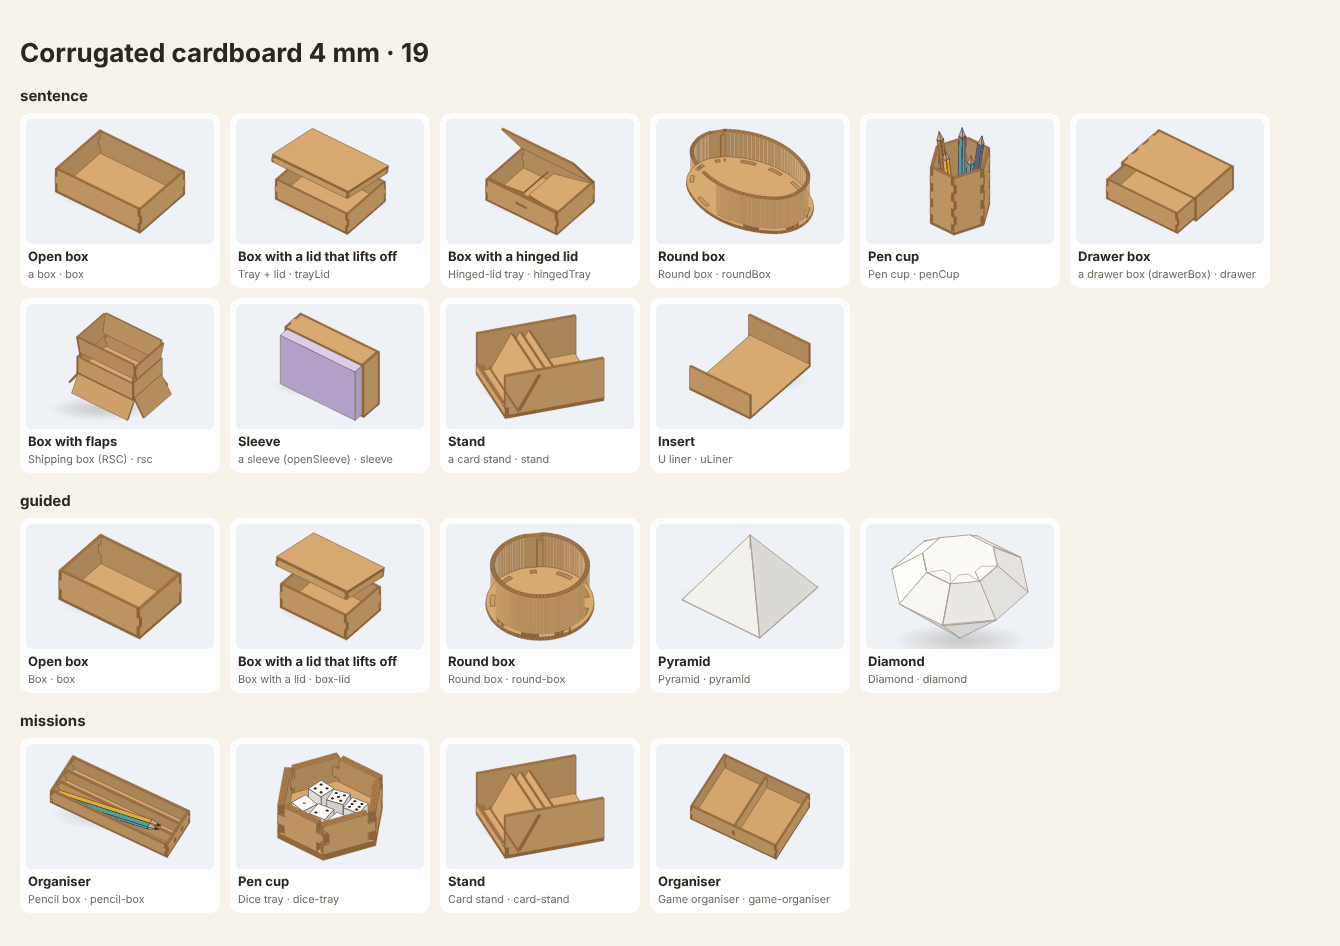 Corrugated cardboard 4 mm · 19
sentence
Open box
a box · box
Box with a lid that lifts off
Tray + lid · trayLid
Box with a hinged lid
Hinged-lid tray · hingedTray
Round box
Round box · roundBox
Pen cup
Pen cup · penCup
Drawer box
a drawer box (drawerBox) · drawer
Box with flaps
Shipping box (RSC) · rsc
Sleeve
a sleeve (openSleeve) · sleeve
Stand
a card stand · stand
Insert
U liner · uLiner
guided
Open box
Box · box
Box with a lid that lifts off
Box with a lid · box-lid
Round box
Round box · round-box
Pyramid
Pyramid · pyramid
Diamond
Diamond · diamond
missions
Organiser
Pencil box · pencil-box
Pen cup
Dice tray · dice-tray
Stand
Card stand · card-stand
Organiser
Game organiser · game-organiser